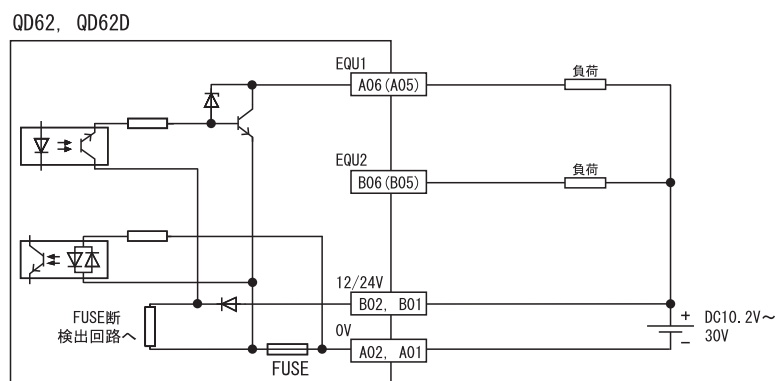 QD62, QD62D
EQU1
A06(A05)
負荷
EQU2
B06(B05)
負荷
12/24V
B02, B01
FUSE断
検出回路へ
0V
A02, A01
FUSE
+
DC10.2V～
30V
−